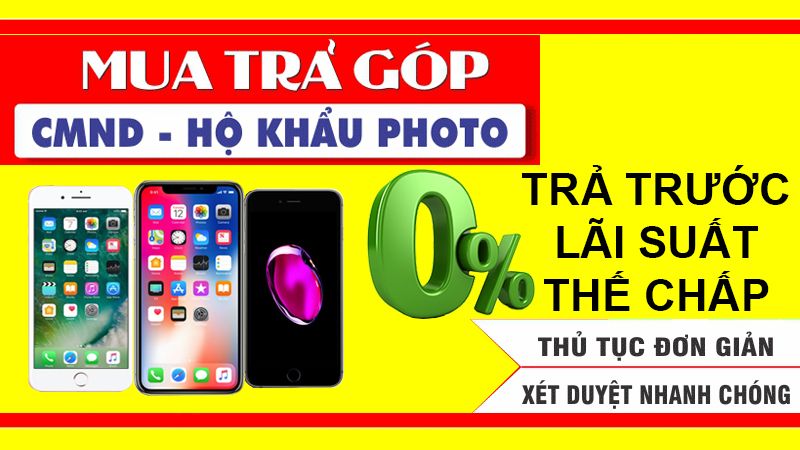 MUA TRẢ GÓP
CMND - HỘ KHẨU PHOTO
0%
TRẢ TRƯỚC
LÃI SUẤT
THẾ CHẤP
THỦ TỤC ĐƠN GIẢN
XÉT DUYỆT NHANH CHÓNG